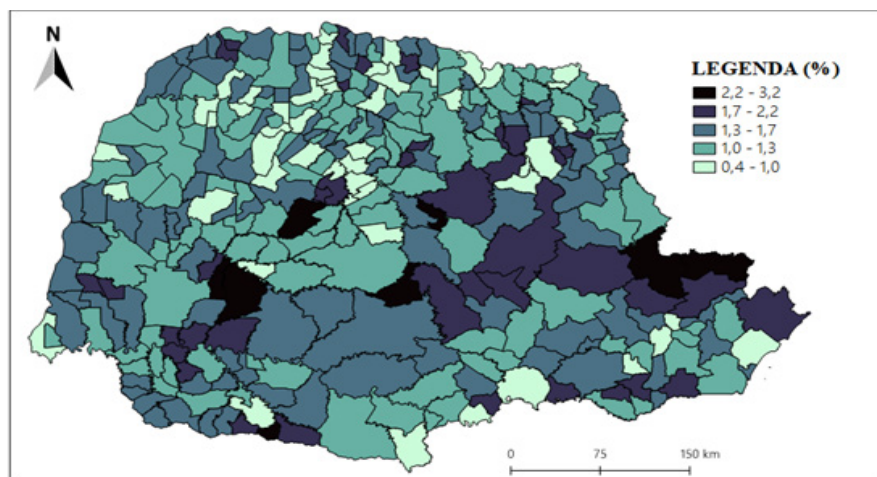 N
LEGENDA (%)
2,2 - 3,2
1,7 - 2,2
1,3 - 1,7
1,0 - 1,3
0,4 - 1,0
0 75 150 km